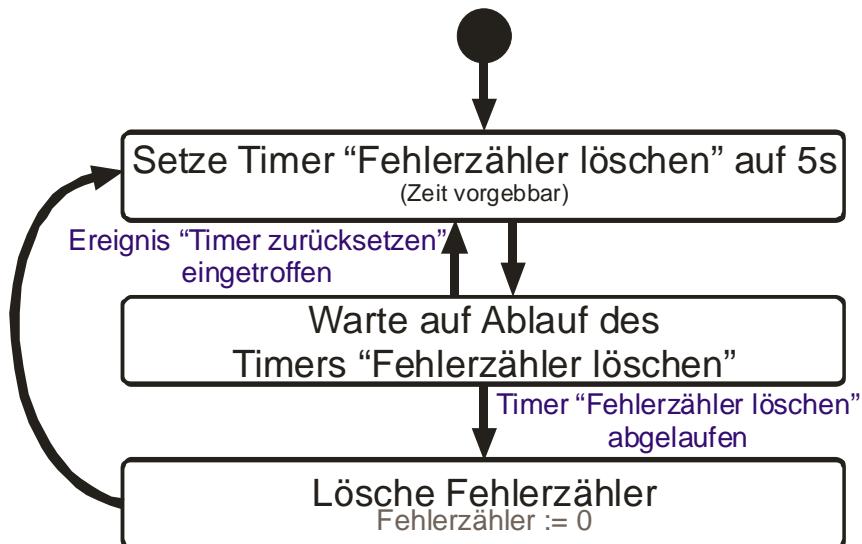 Setze Timer “Fehlerzähler löschen” auf 5s
(Zeit vorgebbar)
Ereignis “Timer zurücksetzen”
eingetroffen
Warte auf Ablauf des
Timers “Fehlerzähler löschen”
Timer “Fehlerzähler löschen”
abgelaufen
Lösche Fehlerzähler
Fehlerzähler := 0